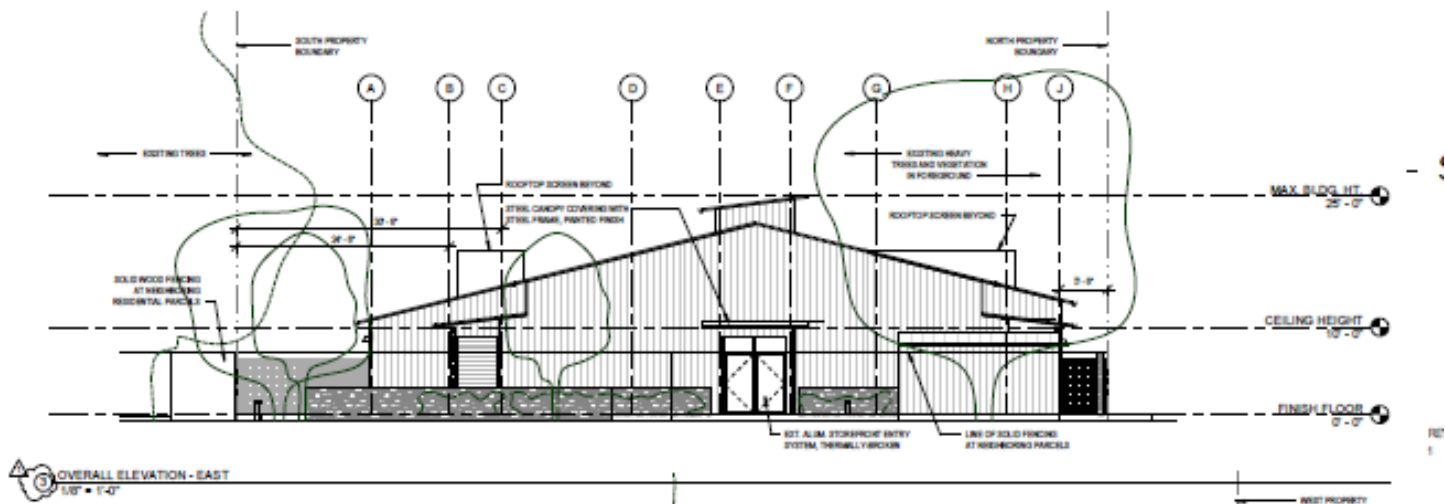 SOUTH PROPERTY
BOUNDARY
NORTH PROPERTY
BOUNDARY
A
B
C
D
E
F
G
H
J
EXISTING TREES
EXISTING HEAVY
TREES AND VEGETATION
IN FOREGROUND
ROOFTOP SCREEN BEYOND
MAX. BLDG. HT.
25' - 0"
STEEL CANOPY COVERING WITH
STEEL FRAME, PAINTED FINISH
ROOFTOP SCREEN BEYOND
SOLID WOOD FENCING
AT NEIGHBORING
RESIDENTIAL PARCELS
CEILING HEIGHT
10' - 0"
FINISH FLOOR
0' - 0"
EXT. ALUM. STOREFRONT ENTRY
SYSTEM, THERMALLY BROKEN
LINE OF SOLID FENCING
AT NEIGHBORING PARCELS
3
OVERALL ELEVATION - EAST
1/8" = 1'-0"
WEST PROPERTY